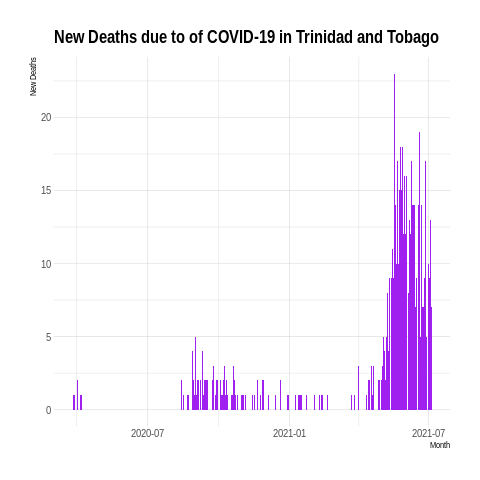 New Deaths due to of COVID-19 in Trinidad and Tobago
New Deaths
20
15
10
5
0
2020-07
2021-01
2021-07
Month